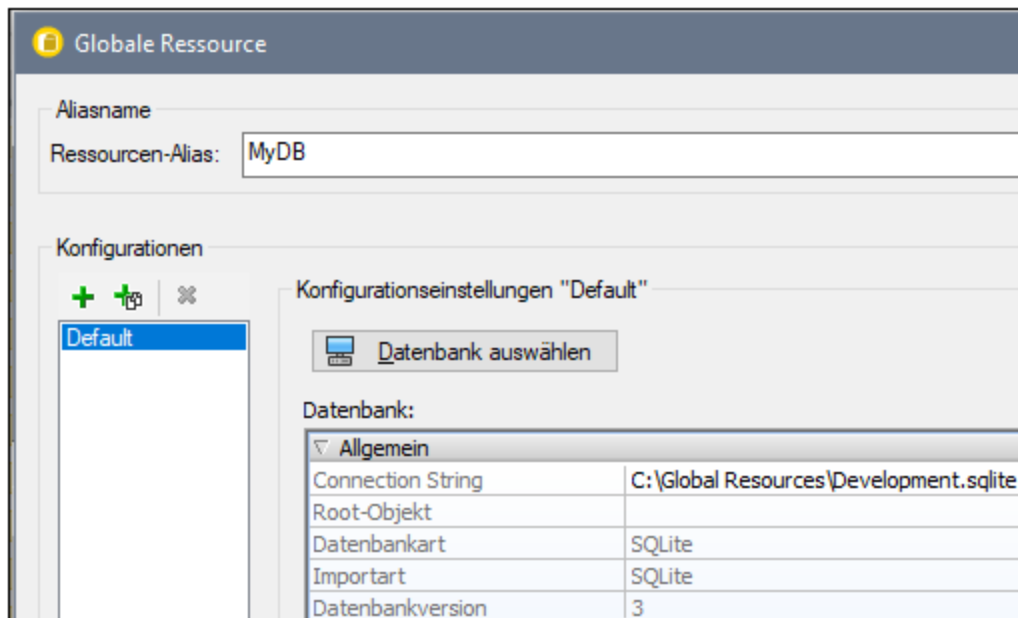 Globale Ressource
Aliasname
Ressourcen-Alias: MyDB
Konfigurationen
Konfigurationseinstellungen "Default"
Default
Datenbank auswählen
Datenbank:
Allgemein
Connection String C:\Global Resources\Development.sqlite
Root-Objekt
Datenbankart SQLite
Importart SQLite
Datenbankversion 3